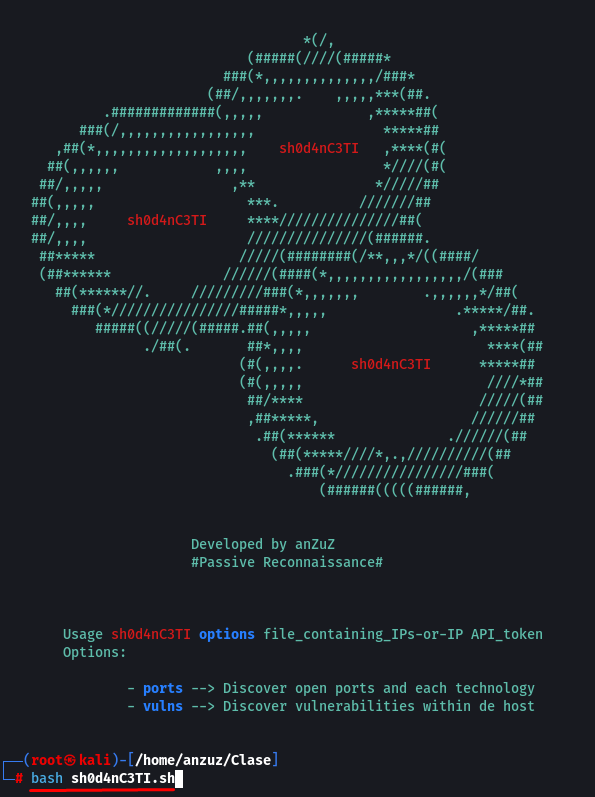 sh0d4nC3TI
sh0d4nC3TI
sh0d4nC3TI
Developed by anZuZ
#Passive Reconnaissance#
Usage sh0d4nC3TI options file_containing_IPs-or-IP API_token
Options:
- ports --> Discover open ports and each technology
- vulns --> Discover vulnerabilities within de host
(root㉿kali)-[/home/anzuz/Clase]
# bash sh0d4nC3TI.sh